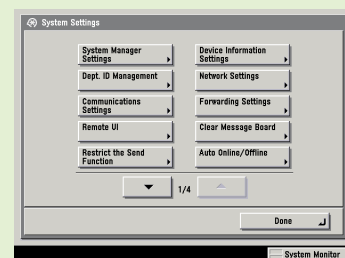 System Settings
System Manager
Settings
Device Information
Settings
Dept. ID Management
Network Settings
Communications
Settings
Forwarding Settings
Remote UI
Clear Message Board
Restrict the Send
Function
Auto Online/Offline
1/4
Done
System Monitor